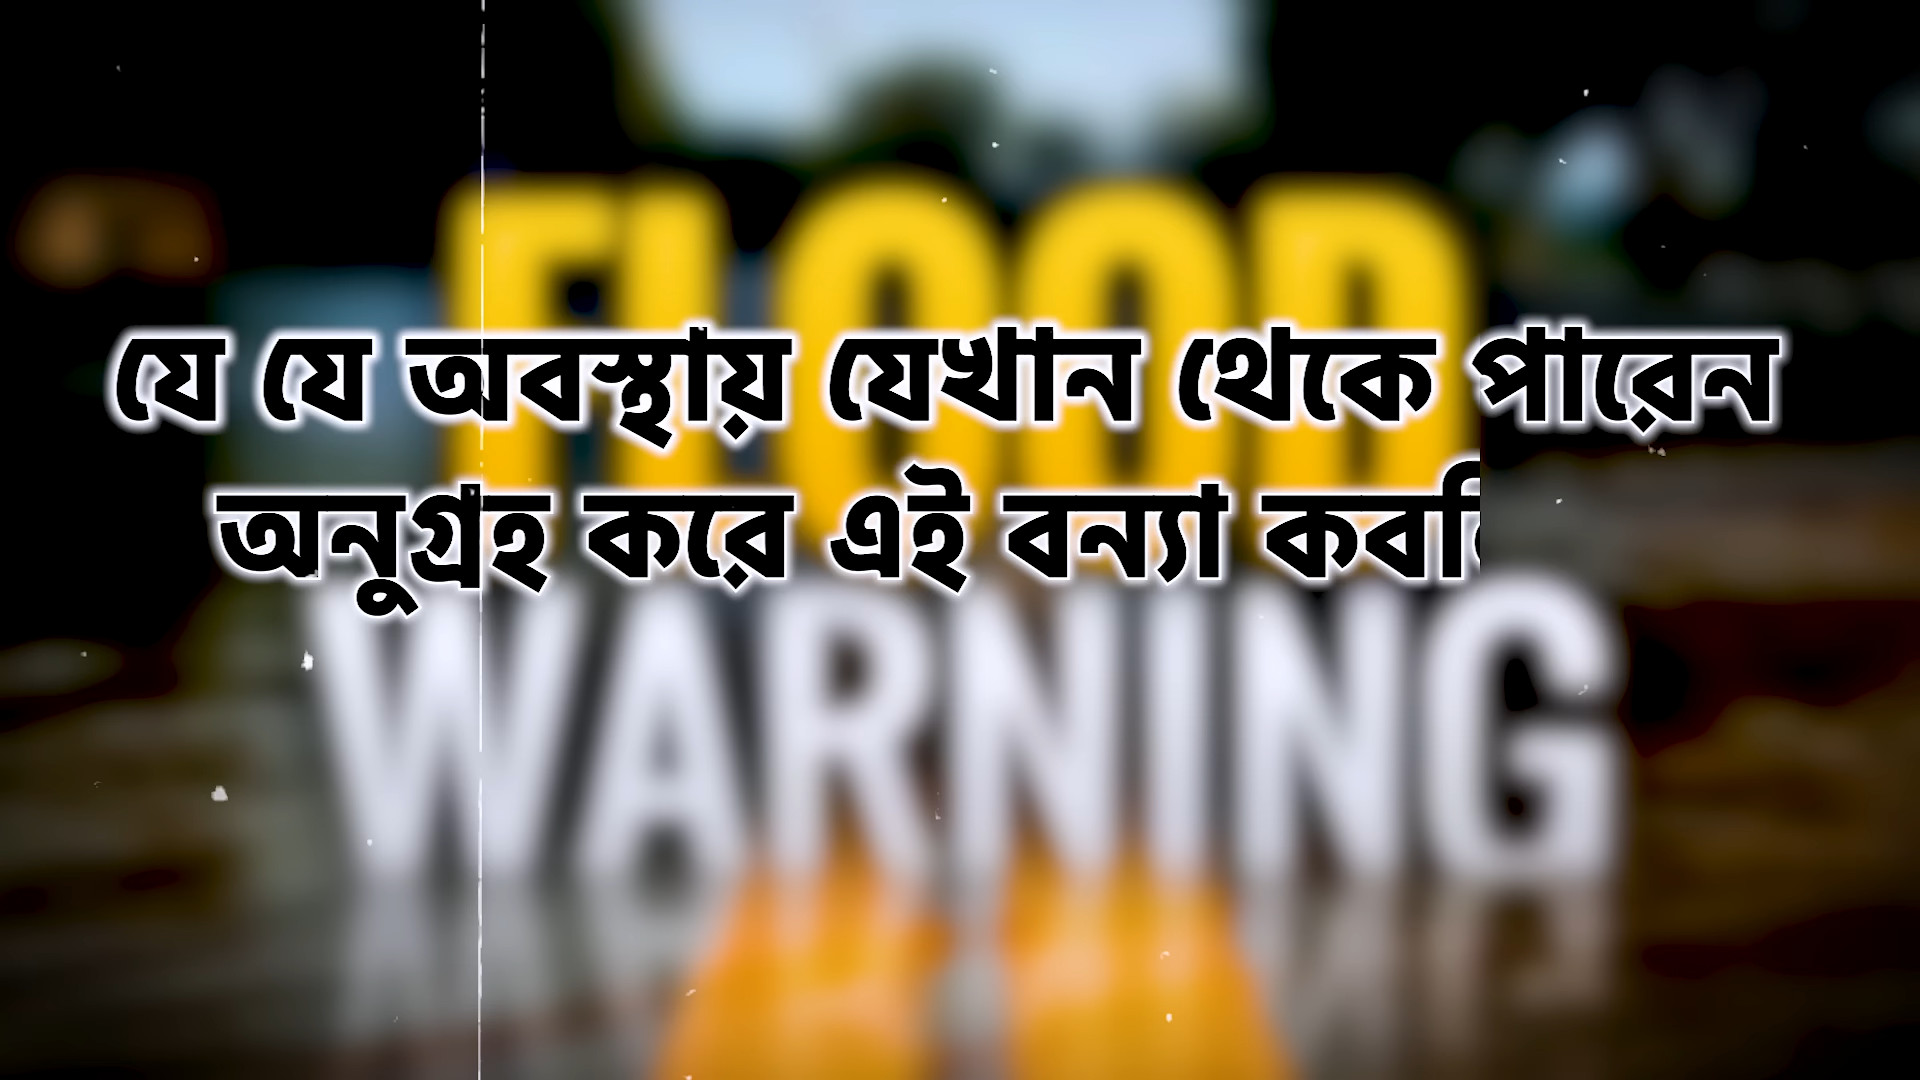 FLOOD
যে যে অবস্থায় যেখান থেকে পারেন
অনুগ্রহ করে এই বন্যা
WARNING